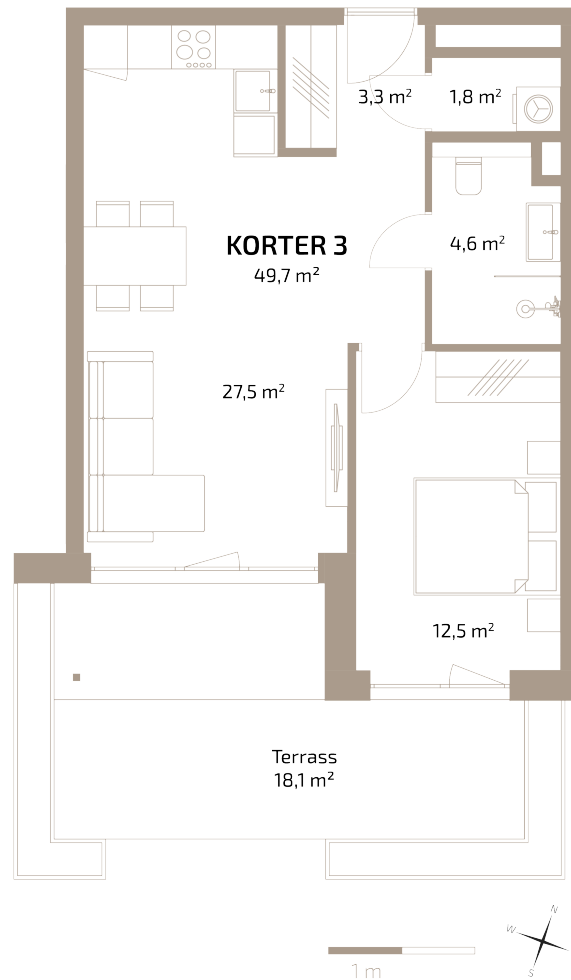 3,3 m²
1,8 m²
KORTER 3
49,7 m²
4,6 m²
27,5 m²
12,5 m²
Terrass
18,1 m²
N
W
S
1 m